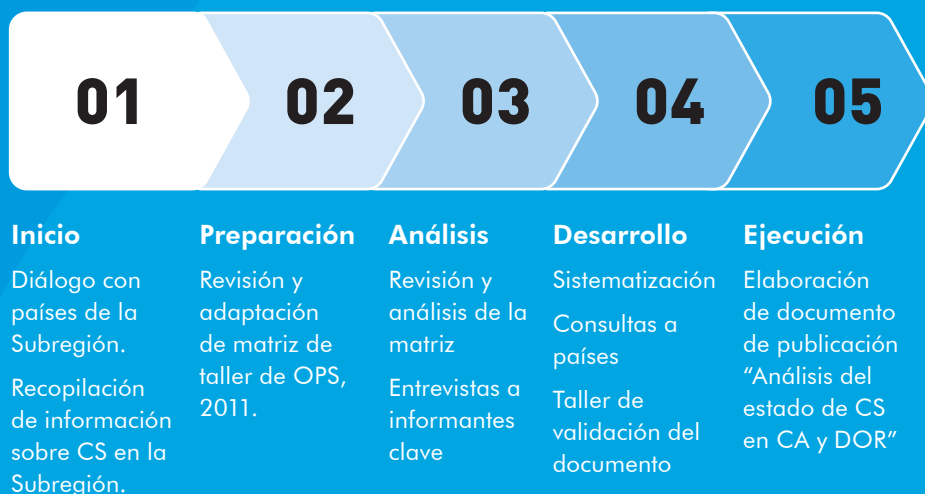 01
02
03
04
05
Inicio
Diálogo con
países de la
Subregión.
Recopilación
de información
sobre CS en la
Subregión.
Preparación
Revisión y
adaptación
de matriz de
taller de OPS,
2011.
Análisis
Revisión y
análisis de la
matriz
Entrevistas a
informantes
clave
Desarrollo
Sistematización
Consultas a
países
Taller de
validación del
documento
Ejecución
Elaboración
de documento
de publicación
“Análisis del
estado de CS
en CA y DOR”